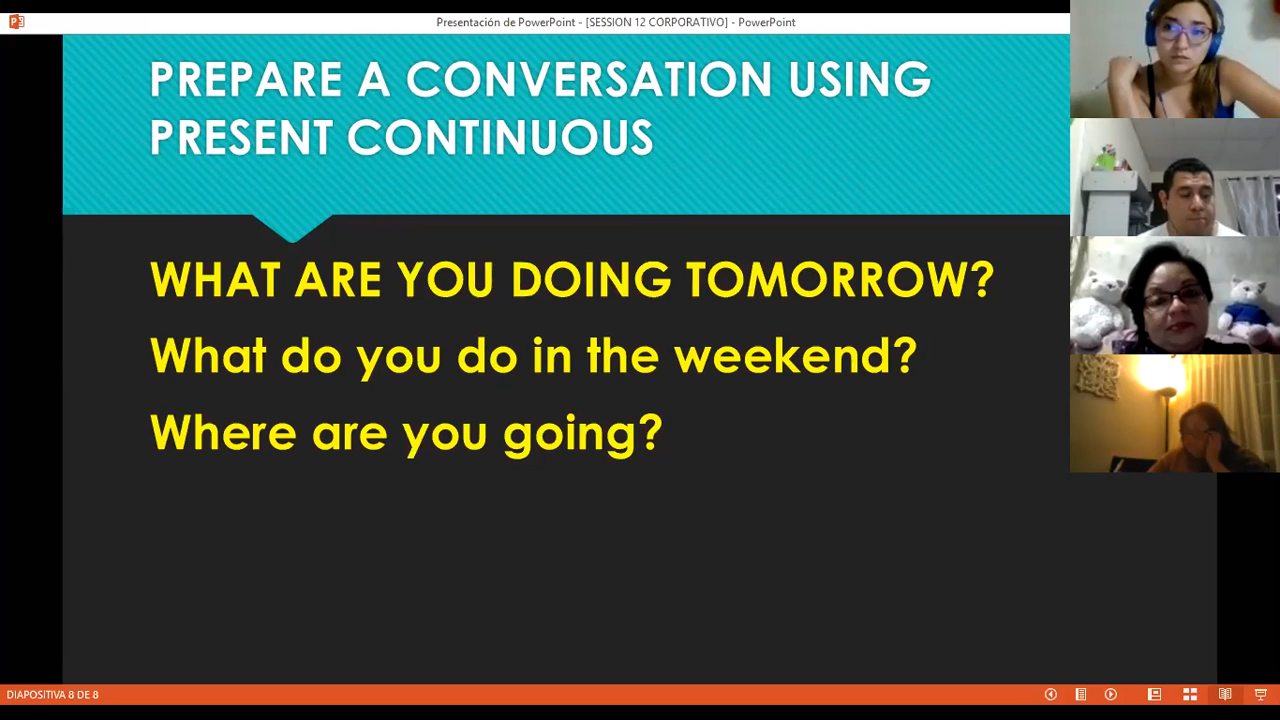 Presentación de PowerPoint - [SESSION 12 CORPORATIVO] - PowerPoint
PREPARE A CONVERSATION USING
PRESENT CONTINUOUS
WHAT ARE YOU DOING TOMORROW?
What do you do in the weekend?
Where are you going?
DIAPOSITIVA 8 DE 8